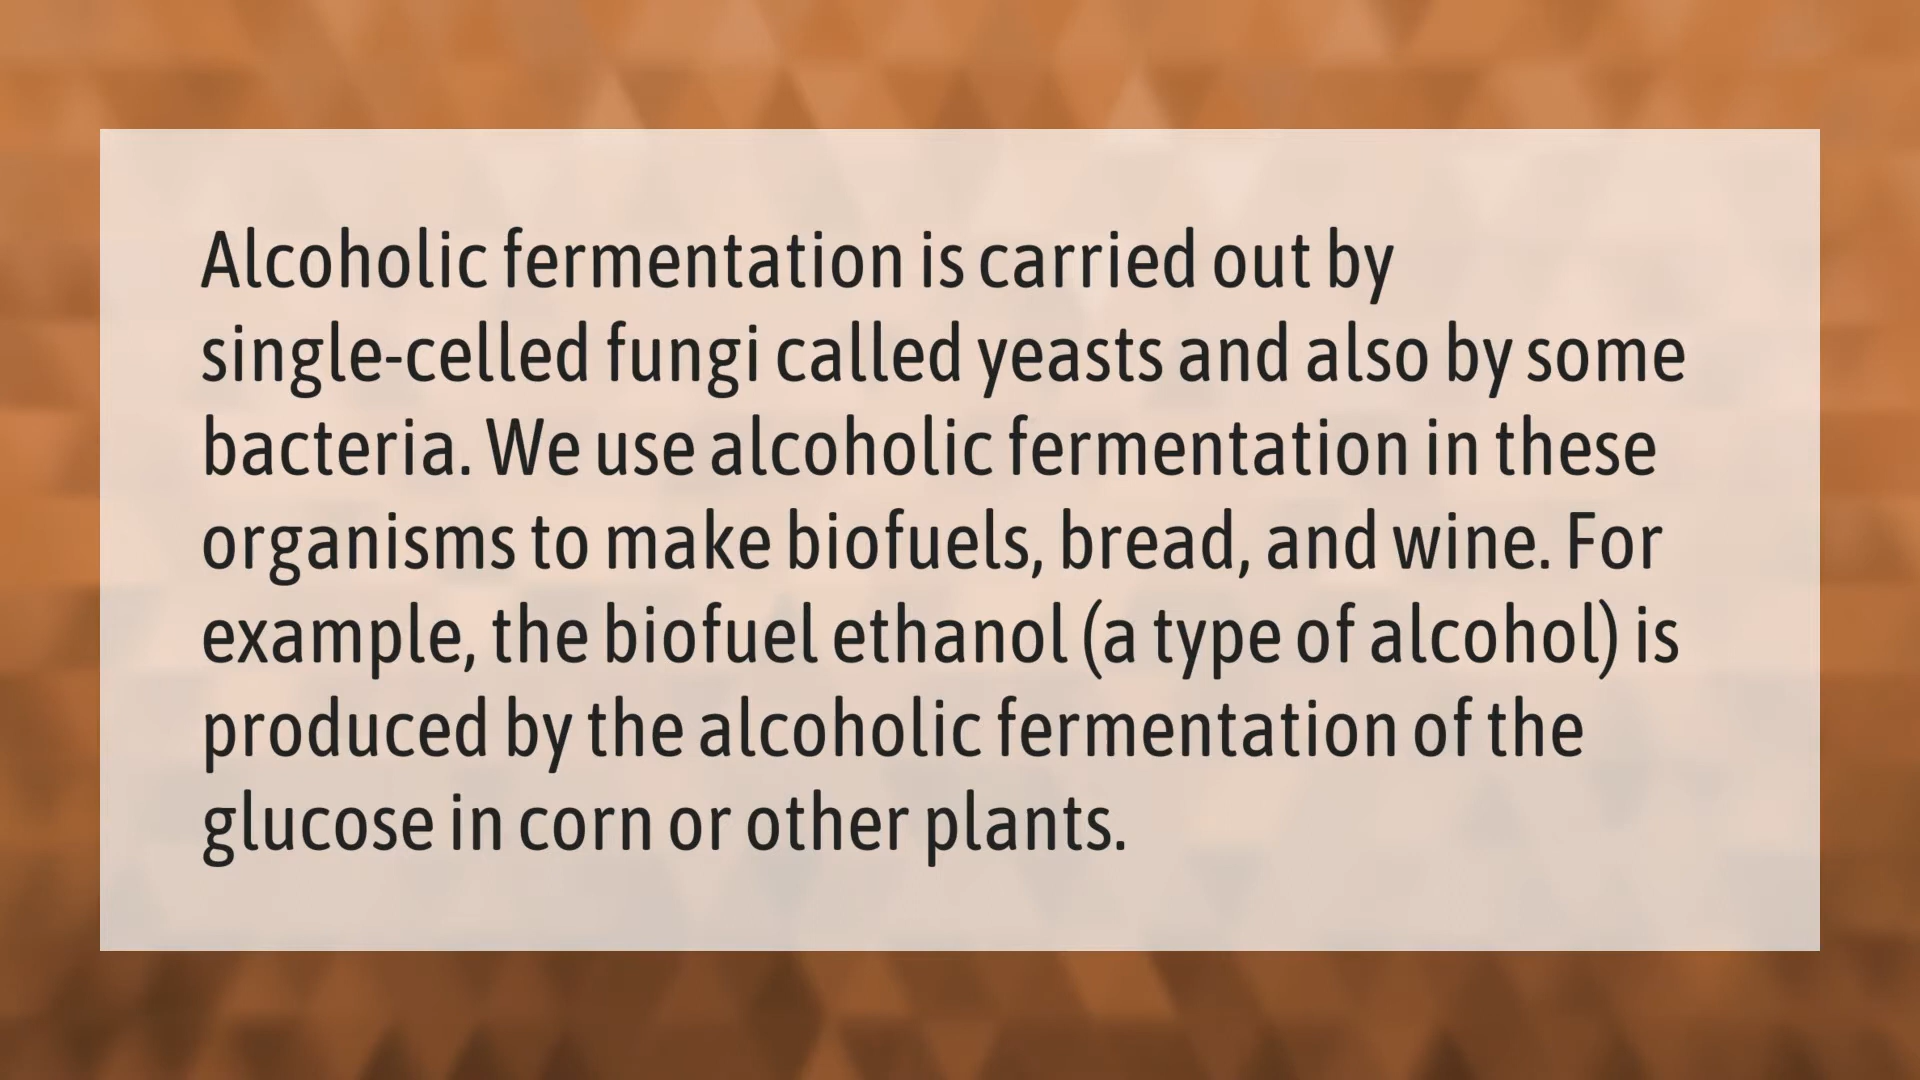 Alcoholic fermentation is carried out by
single-celled fungi called yeasts and also by some
bacteria. We use alcoholic fermentation in these
organisms to make biofuels, bread, and wine. For
example, the biofuel ethanol (a type of alcohol) is
produced by the alcoholic fermentation of the
glucose in corn or other plants.